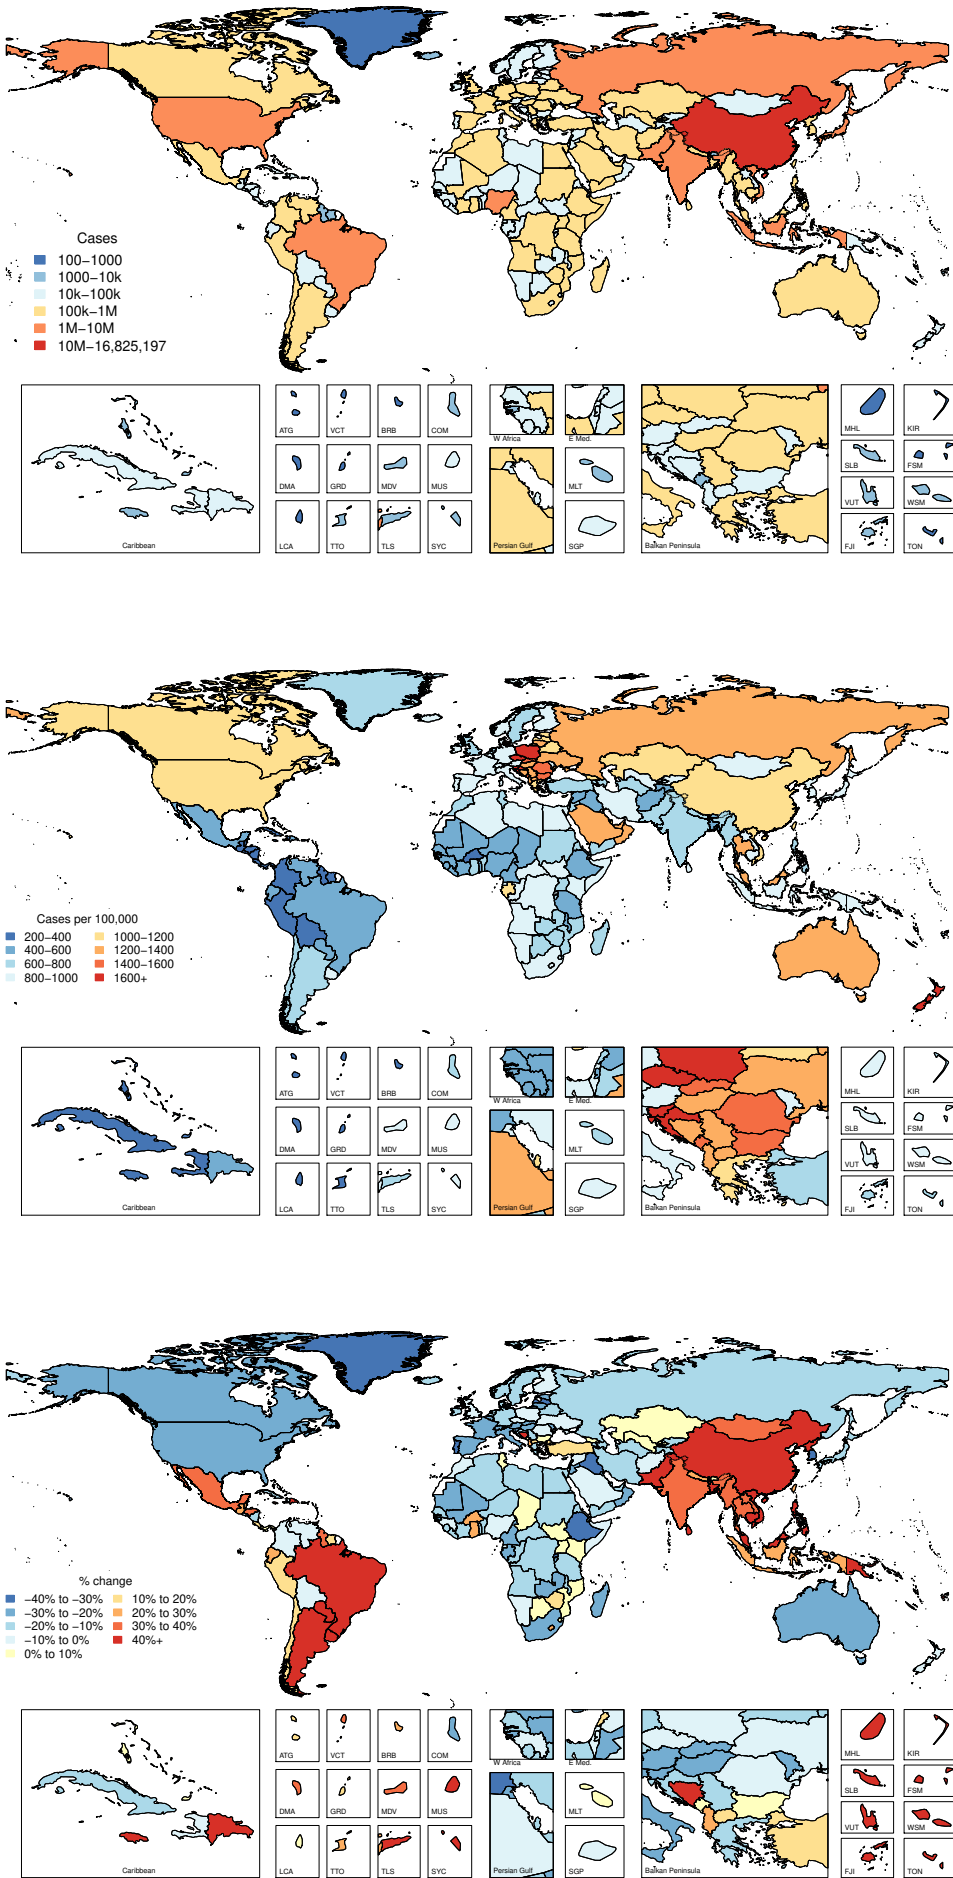 Cases
100–1000
1000–10k
10k–100k
100k–1M
1M–10M
10M–16,825,197
Caribbean
ATG
VCT
BRB
COM
DMA
GRD
MDV
MUS
LCA
TTO
TLS
SYC
W Africa
E Med.
Persian Gulf
MLT
SGP
Balkan Peninsula
MHL
KIR
SLB
FSM
VUT
WSM
FJI
TON
Cases per 100,000
200–400 1000–1200
400–600 1200–1400
600–800 1400–1600
800–1000 1600+
Caribbean
ATG
VCT
BRB
COM
DMA
GRD
MDV
MUS
LCA
TTO
TLS
SYC
W Africa
E Med.
Persian Gulf
MLT
SGP
Balkan Peninsula
MHL
KIR
SLB
FSM
VUT
WSM
FJI
TON
% change
−40% to −30% 10% to 20%
−30% to −20% 20% to 30%
−20% to −10% 30% to 40%
−10% to 0% 40%+
0% to 10%
Caribbean
ATG
VCT
BRB
COM
DMA
GRD
MDV
MUS
LCA
TTO
TLS
SYC
W Africa
E Med.
Persian Gulf
MLT
SGP
Balkan Peninsula
MHL
KIR
SLB
FSM
VUT
WSM
FJI
TON